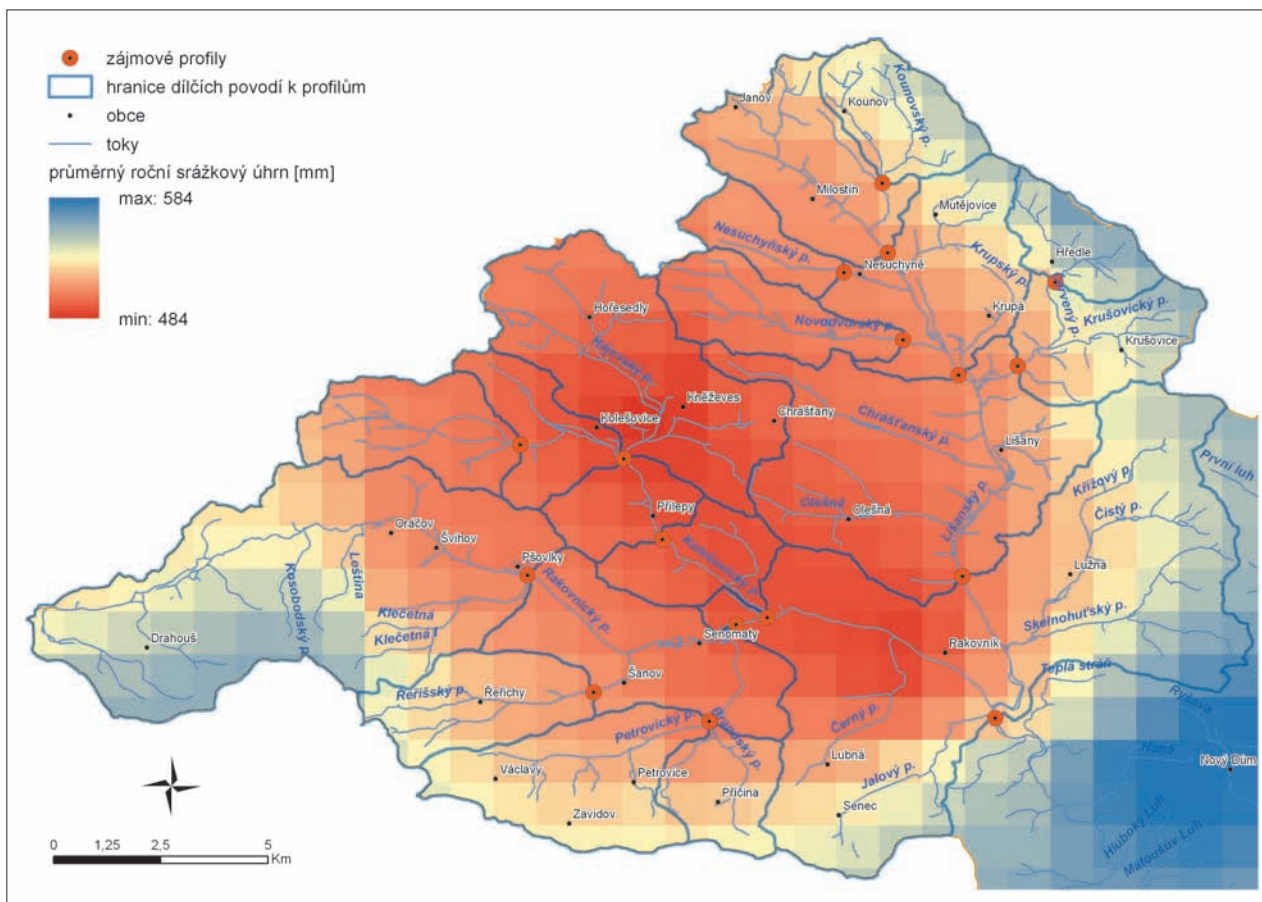 zájmové profily
hranice dílčích povodí k profilům
obce
toky
průměrný roční srážkový úhrn [mm]
max: 584
min: 484
Janov
Kounov
Kounovský p.
Milostín
Mutějovice
Nesuchyňský p.
Nesuchyně
Hředle
Krupský p.
Krupá
Červený p.
Krušovický p.
Krušovice
Hořesedly
Novodvorský p.
Kněževes
Kolešovice
Chrášťany
Chrášťanský p.
Lišany
První luh
Křížový p.
Čistý p.
Přílepy
Olešná
Olešná
Lišanský p.
Oráčov
Švihov
Pšovlky
Kosobodský p.
Leština
Rakovnický p.
Lužná
Klečetná
Klečetná I
Skelnohuťský p.
Drahouš
Senomaty
Rakovník
Teplá stráň
Šanov
Řeřišský p.
Řeřichy
Ryšava
Petrovický p.
Černý p.
Haná
Nový Dům
Václavy
Petrovice
Lubná
Jalový p.
Příčina
Zavidov
Senec
Hluboký Luh
Matoušův Luh
0 1,25 2,5 5
Km